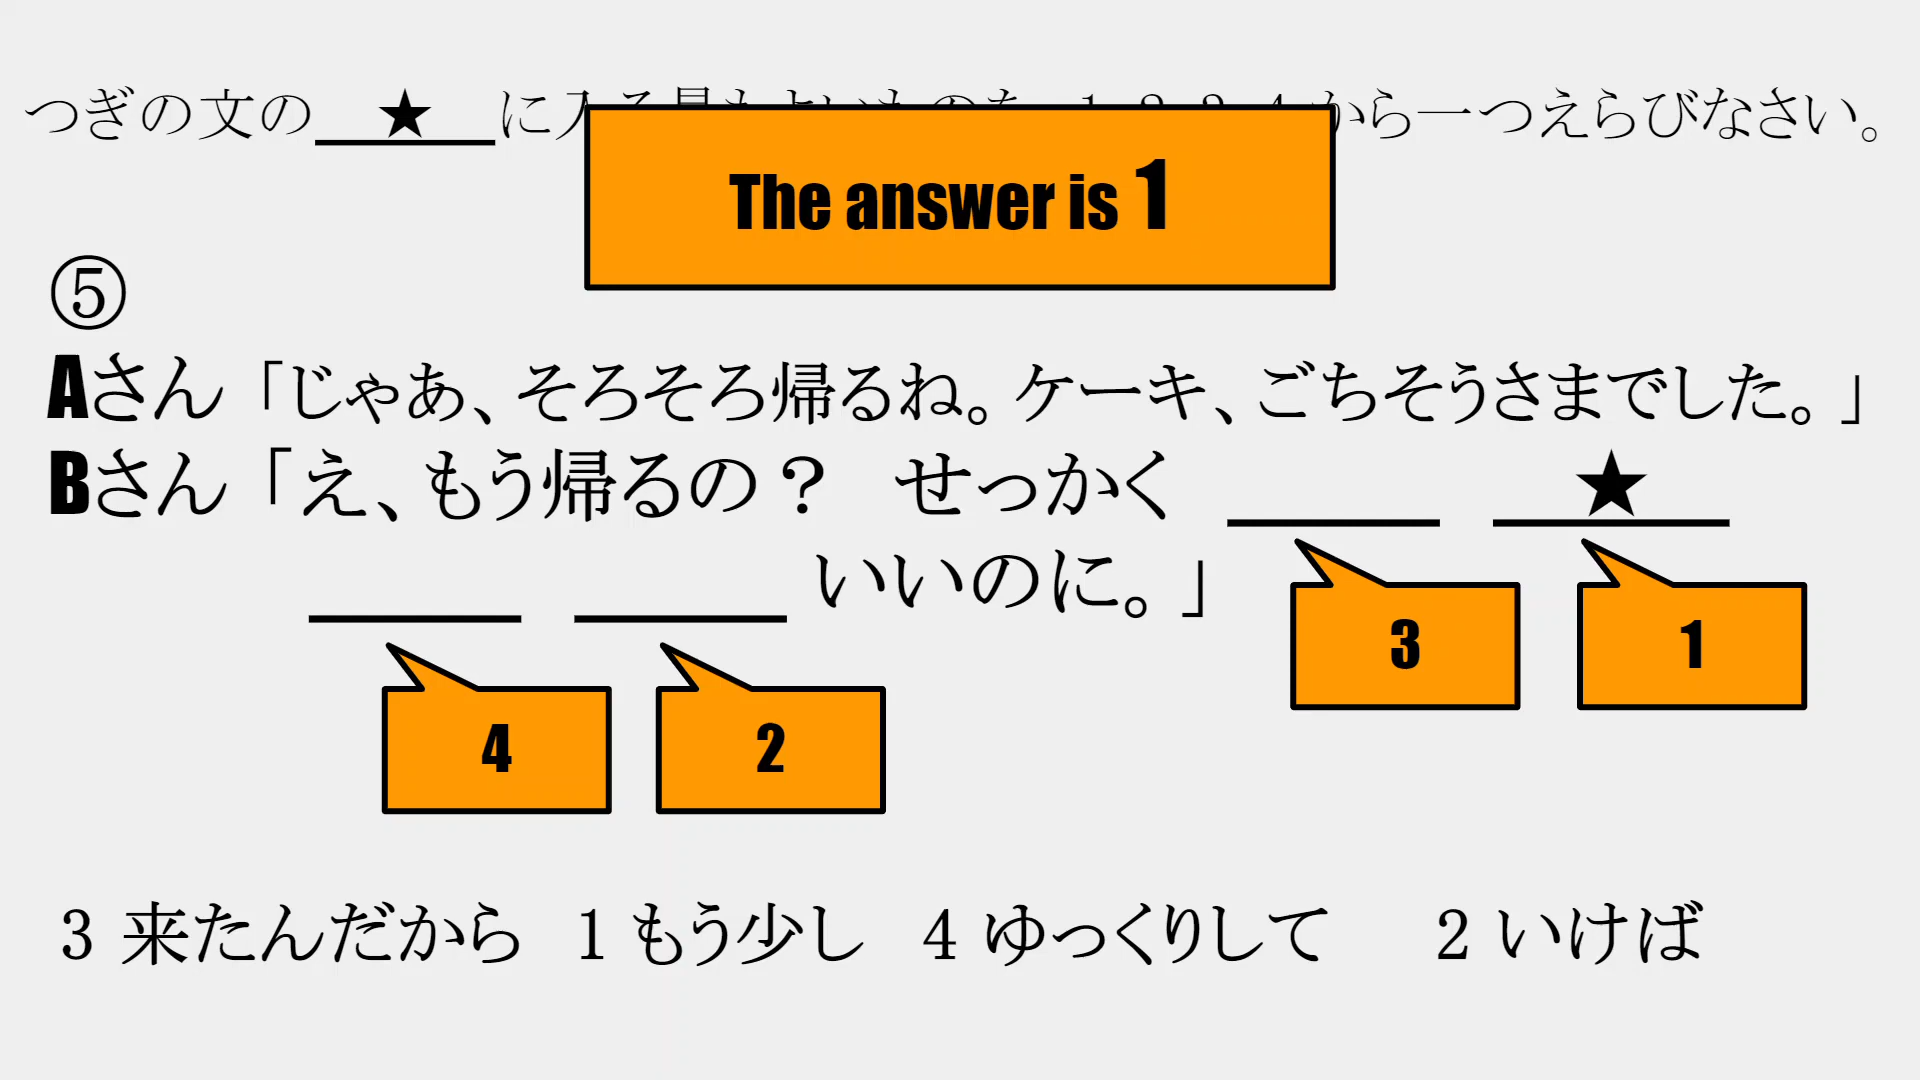 つぎの文の ★ に入 から一つえらびなさい。
The answer is 1
⑤
Aさん「じゃあ、そろそろ帰るね。ケーキ、ごちそうさまでした。」
Bさん「え、もう帰るの？ せっかく ★
いいのに。」
3 1
4 2
3 来たんだから 1 もう少し 4 ゆっくりして 2 いけば